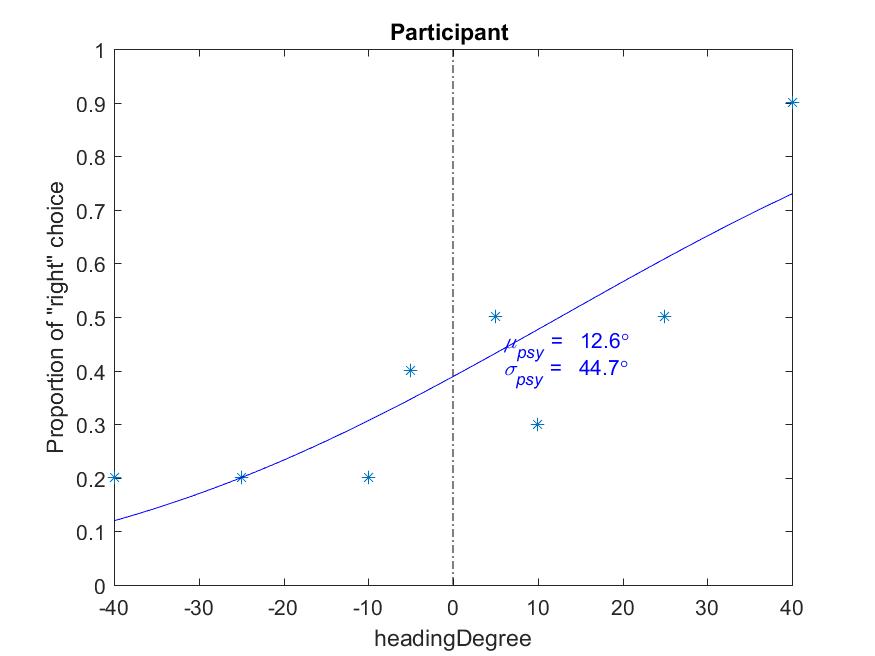 Participant
1
0.9
0.8
0.7
0.6
0.5
0.4
0.3
0.2
0.1
0
Proportion of "right" choice
μpsy = 12.6°
σpsy = 44.7°
-40 -30 -20 -10 0 10 20 30 40
headingDegree